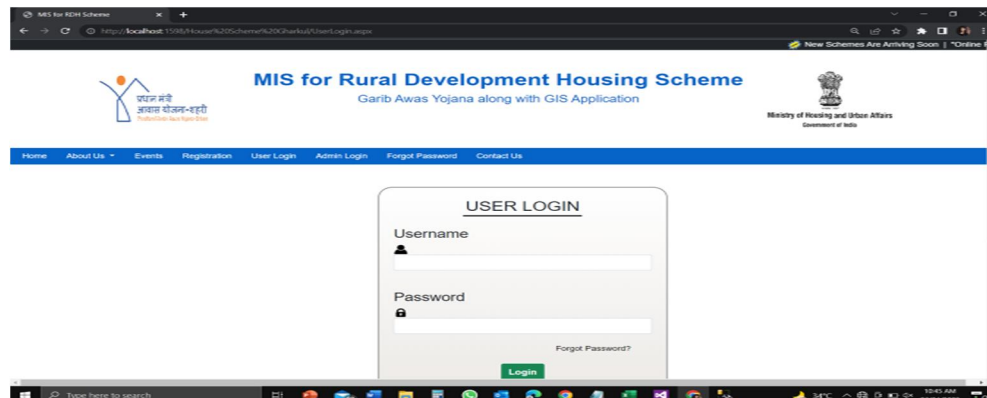 MIS for RDH Scheme
http://localhost:1598/House%20Scheme%20Gharkul/UserLogin.aspx
New Schemes Are Arriving Soon | "Online
प्रधान मंत्री
आवास योजना-शहरी
MIS for Rural Development Housing Scheme
Garib Awas Yojana along with GIS Application
Ministry of Housing and Urban Affairs
Government of India
Home About Us Events Registration User Login Admin Login Forgot Password Contact Us
USER LOGIN
Username
Password
Forgot Password?
Login
Type here to search
34°C
10:45 AM